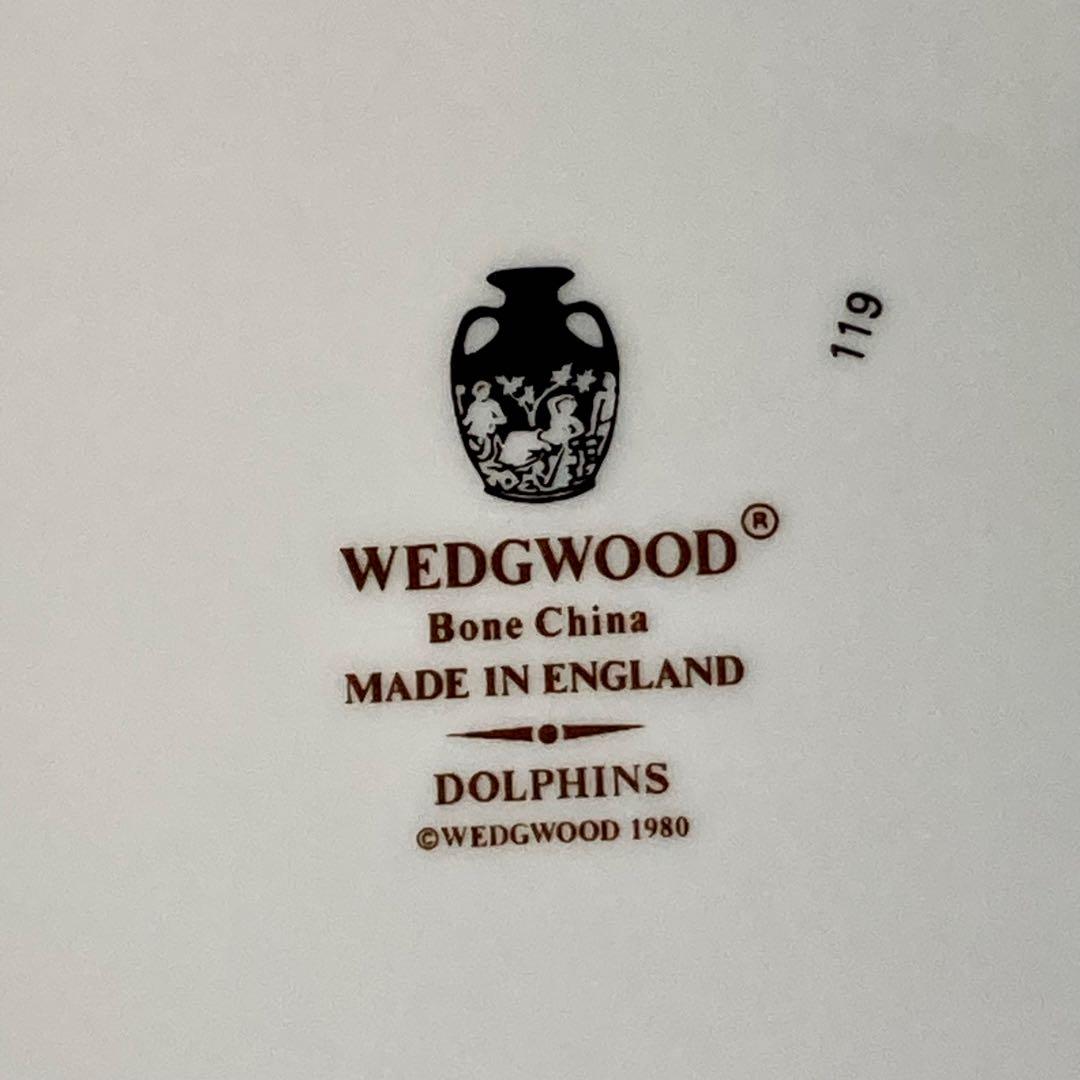 119
WEDGWOOD®
Bone China
MADE IN ENGLAND
DOLPHINS
©WEDGWOOD 1980